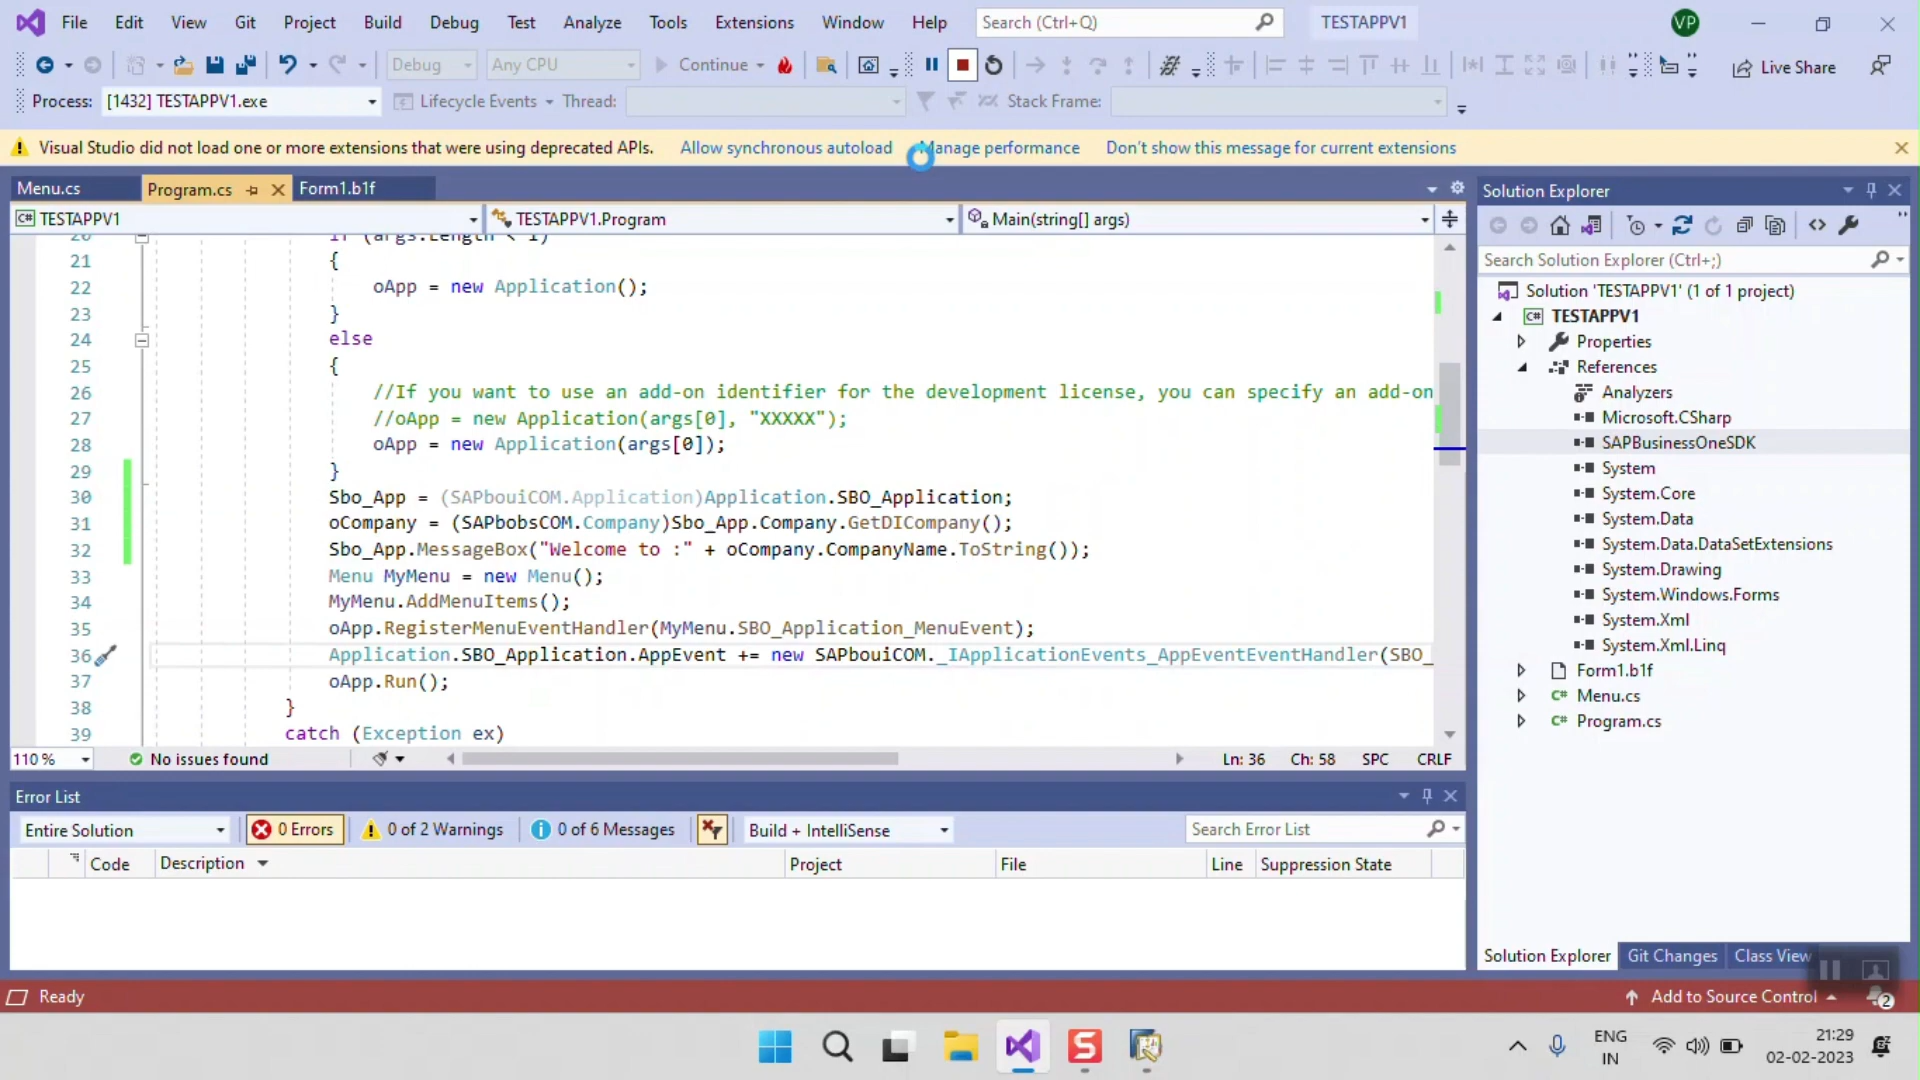 File Edit View Git Project Build Debug Test Analyze Tools Extensions Window Help Search (Ctrl+Q) TESTAPPV1 VP
Debug Any CPU Continue Live Share
Process: [1432] TESTAPPV1.exe Lifecycle Events Thread: Stack Frame:
Visual Studio did not load one or more extensions that were using deprecated APIs. Allow synchronous autoload Manage performance Don't show this message for current extensions
Menu.cs Program.cs Form1.b1f
TESTAPPV1 TESTAPPV1.Program Main(string[] args)
20 if (args.Length < 1)
21 {
22 oApp = new Application();
23 }
24 else
25 {
26 //If you want to use an add-on identifier for the development license, you can specify an add-on
27 //oApp = new Application(args[0], "XXXXX");
28 oApp = new Application(args[0]);
29 }
30 Sbo_App = (SAPbouiCOM.Application)Application.SBO_Application;
31 oCompany = (SAPbobsCOM.Company)Sbo_App.Company.GetDICompany();
32 Sbo_App.MessageBox("Welcome to :" + oCompany.CompanyName.ToString());
33 Menu MyMenu = new Menu();
34 MyMenu.AddMenuItems();
35 oApp.RegisterMenuEventHandler(MyMenu.SBO_Application_MenuEvent);
36 Application.SBO_Application.AppEvent += new SAPbouiCOM._IApplicationEvents_AppEventEventHandler(SBO_
37 oApp.Run();
38 }
39 catch (Exception ex)
110 % No issues found Ln: 36 Ch: 58 SPC CRLF
Error List
Entire Solution 0 Errors 0 of 2 Warnings 0 of 6 Messages Build + IntelliSense Search Error List
Code Description Project File Line Suppression State
Solution Explorer
Search Solution Explorer (Ctrl+;)
Solution 'TESTAPPV1' (1 of 1 project)
TESTAPPV1
Properties
References
Analyzers
Microsoft.CSharp
SAPBusinessOneSDK
System
System.Core
System.Data
System.Data.DataSetExtensions
System.Drawing
System.Windows.Forms
System.Xml
System.Xml.Linq
Form1.b1f
Menu.cs
Program.cs
Solution Explorer Git Changes Class View
Ready Add to Source Control 2
ENG
IN
21:29
02-02-2023